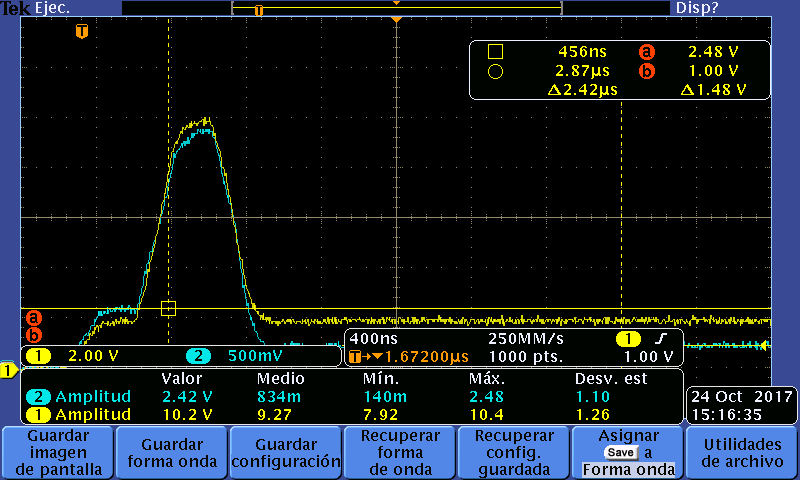 Tek Ejec. Disp?
T
T
456ns a 2.48 V
2.87µs b 1.00 V
Δ2.42µs Δ1.48 V
a
b
1 2.00 V 2 500mV
400ns 250MM/s 1
T→▼1.67200µs 1000 pts. 1.00 V
1
Valor Medio Mín. Máx. Desv. est
2 Amplitud 2.42 V 834m 140m 2.48 1.10
1 Amplitud 10.2 V 9.27 7.92 10.4 1.26
24 Oct 2017
15:16:35
Guardar imagen de pantalla
Guardar forma onda
Guardar configuración
Recuperar forma de onda
Recuperar config. guardada
Asignar Save a Forma onda
Utilidades de archivo